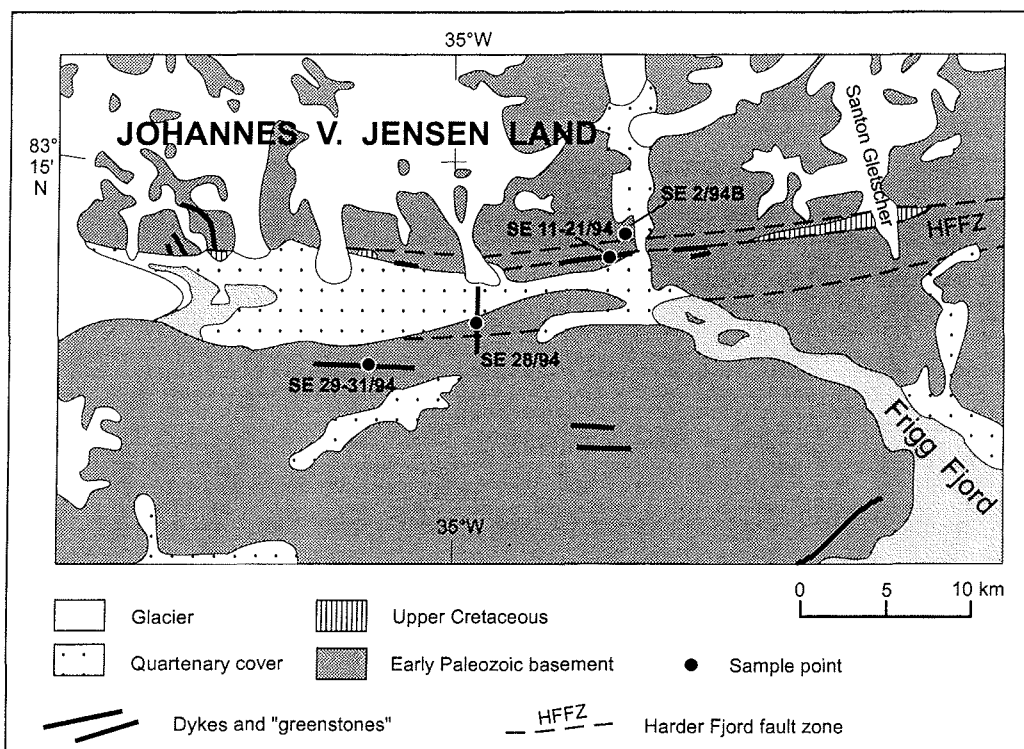 35°W
JOHANNES V. JENSEN LAND
83°
15'
N
Santon Gletscher
SE 2/94B
SE 11-21/94
HFFZ
SE 28/94
SE 29-31/94
Frigg Fjord
35°W
0 5 10 km
Glacier
Upper Cretaceous
Quartenary cover
Early Paleozoic basement
Sample point
Dykes and "greenstones"
HFFZ
Harder Fjord fault zone